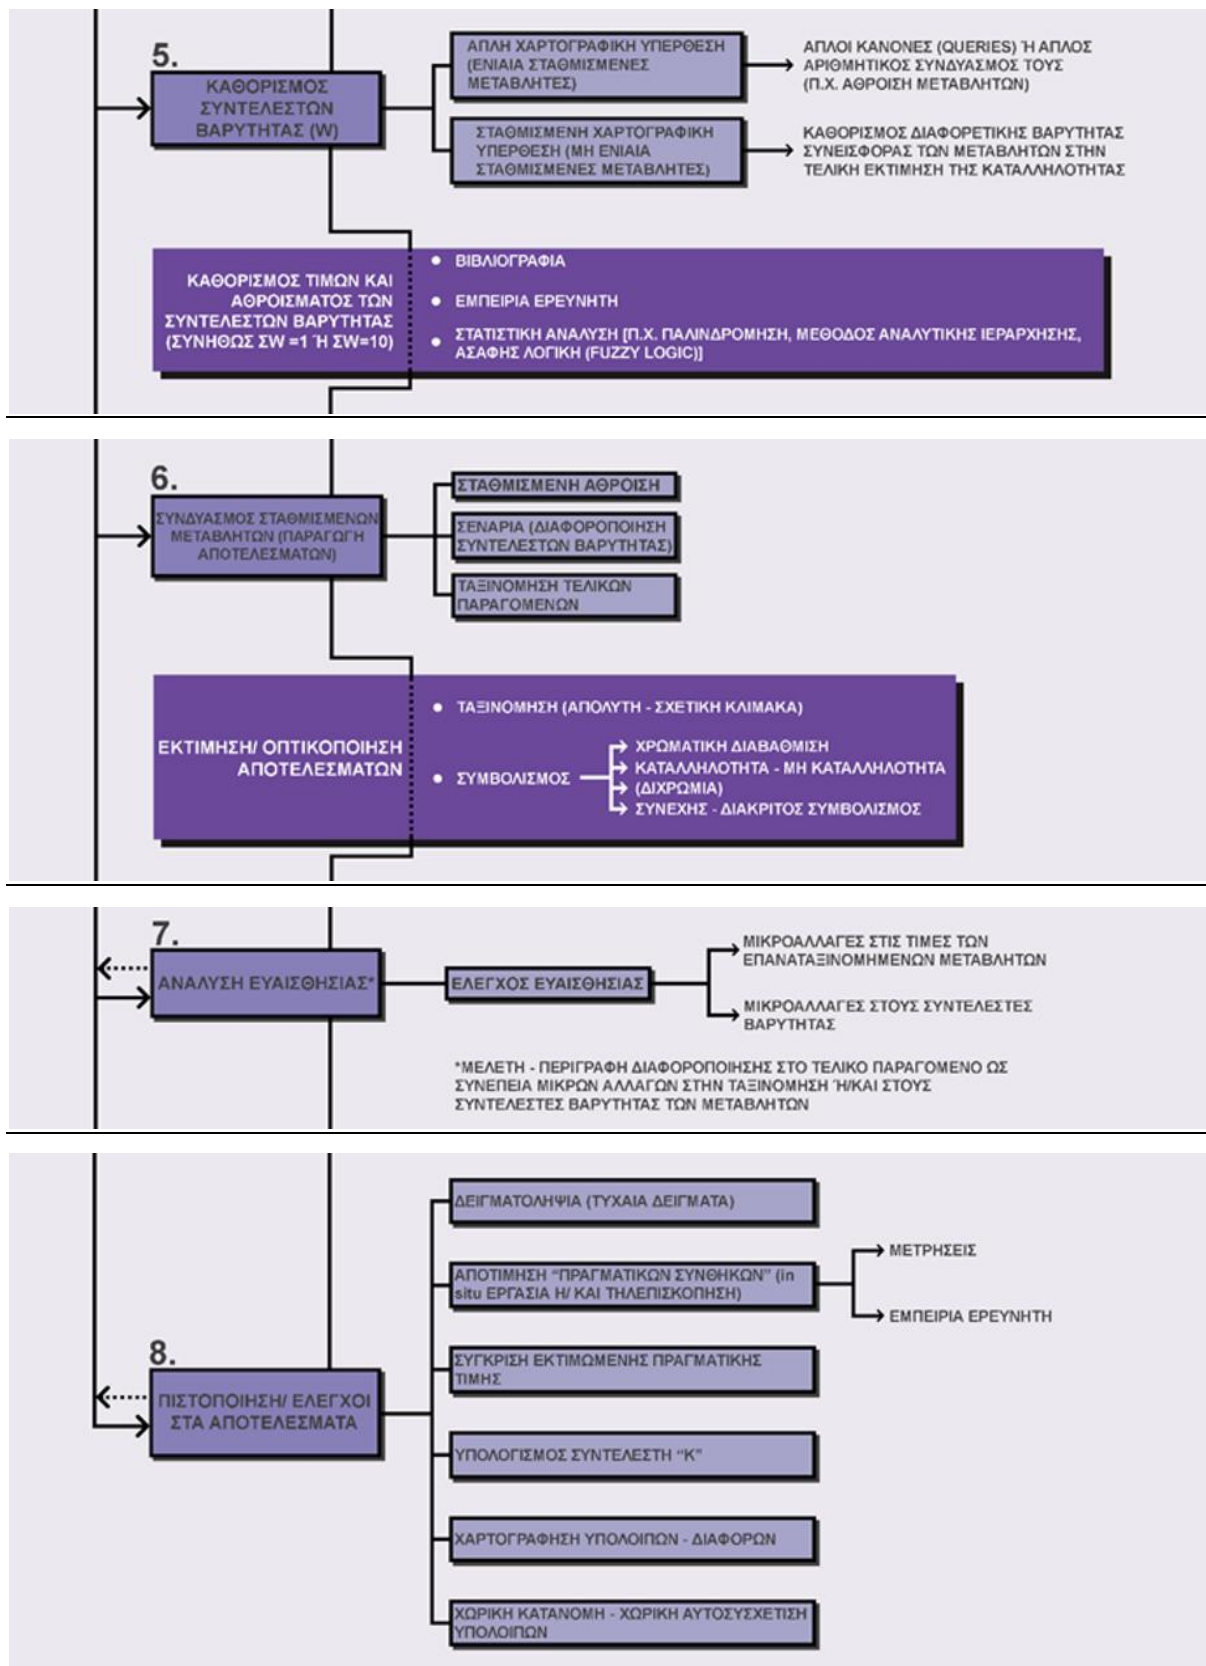 5.
ΚΑΘΟΡΙΣΜΟΣ
ΣΥΝΤΕΛΕΣΤΩΝ
ΒΑΡΥΤΗΤΑΣ (W)
ΑΠΛΗ ΧΑΡΤΟΓΡΑΦΙΚΗ ΥΠΕΡΘΕΣΗ
(ΕΝΙΑΙΑ ΣΤΑΘΜΙΣΜΕΝΕΣ
ΜΕΤΑΒΛΗΤΕΣ)
ΑΠΛΟΙ ΚΑΝΟΝΕΣ (QUERIES) Ή ΑΠΛΟΣ
ΑΡΙΘΜΗΤΙΚΟΣ ΣΥΝΔΥΑΣΜΟΣ ΤΟΥΣ
(Π.Χ. ΑΘΡΟΙΣΗ ΜΕΤΑΒΛΗΤΩΝ)
ΣΤΑΘΜΙΣΜΕΝΗ ΧΑΡΤΟΓΡΑΦΙΚΗ
ΥΠΕΡΘΕΣΗ (ΜΗ ΕΝΙΑΙΑ
ΣΤΑΘΜΙΣΜΕΝΕΣ ΜΕΤΑΒΛΗΤΕΣ)
ΚΑΘΟΡΙΣΜΟΣ ΔΙΑΦΟΡΕΤΙΚΗΣ ΒΑΡΥΤΗΤΑΣ
ΣΥΝΕΙΣΦΟΡΑΣ ΤΩΝ ΜΕΤΑΒΛΗΤΩΝ ΣΤΗΝ
ΤΕΛΙΚΗ ΕΚΤΙΜΗΣΗ ΤΗΣ ΚΑΤΑΛΛΗΛΟΤΗΤΑΣ
ΚΑΘΟΡΙΣΜΟΣ ΤΙΜΩΝ ΚΑΙ
ΑΘΡΟΙΣΜΑΤΟΣ ΤΩΝ
ΣΥΝΤΕΛΕΣΤΩΝ ΒΑΡΥΤΗΤΑΣ
(ΣΥΝΗΘΩΣ ΣW =1 Ή ΣW=10)
• ΒΙΒΛΙΟΓΡΑΦΙΑ
• ΕΜΠΕΙΡΙΑ ΕΡΕΥΝΗΤΗ
• ΣΤΑΤΙΣΤΙΚΗ ΑΝΑΛΥΣΗ [Π.Χ. ΠΑΛΙΝΔΡΟΜΗΣΗ, ΜΕΘΟΔΟΣ ΑΝΑΛΥΤΙΚΗΣ ΙΕΡΑΡΧΗΣΗΣ,
ΑΣΑΦΗΣ ΛΟΓΙΚΗ (FUZZY LOGIC)]
6.
ΣΥΝΔΥΑΣΜΟΣ ΣΤΑΘΜΙΣΜΕΝΩΝ
ΜΕΤΑΒΛΗΤΩΝ (ΠΑΡΑΓΩΓΗ
ΑΠΟΤΕΛΕΣΜΑΤΩΝ)
ΣΤΑΘΜΙΣΜΕΝΗ ΑΘΡΟΙΣΗ
ΣΕΝΑΡΙΑ (ΔΙΑΦΟΡΟΠΟΙΗΣΗ
ΣΥΝΤΕΛΕΣΤΩΝ ΒΑΡΥΤΗΤΑΣ)
ΤΑΞΙΝΟΜΗΣΗ ΤΕΛΙΚΩΝ
ΠΑΡΑΓΟΜΕΝΩΝ
ΕΚΤΙΜΗΣΗ/ ΟΠΤΙΚΟΠΟΙΗΣΗ
ΑΠΟΤΕΛΕΣΜΑΤΩΝ
• ΤΑΞΙΝΟΜΗΣΗ (ΑΠΟΛΥΤΗ - ΣΧΕΤΙΚΗ ΚΛΙΜΑΚΑ)
• ΣΥΜΒΟΛΙΣΜΟΣ
ΧΡΩΜΑΤΙΚΗ ΔΙΑΒΑΘΜΙΣΗ
ΚΑΤΑΛΛΗΛΟΤΗΤΑ - ΜΗ ΚΑΤΑΛΛΗΛΟΤΗΤΑ
(ΔΙΧΡΩΜΙΑ)
ΣΥΝΕΧΗΣ - ΔΙΑΚΡΙΤΟΣ ΣΥΜΒΟΛΙΣΜΟΣ
7.
ΑΝΑΛΥΣΗ ΕΥΑΙΣΘΗΣΙΑΣ*
ΕΛΕΓΧΟΣ ΕΥΑΙΣΘΗΣΙΑΣ
ΜΙΚΡΟΑΛΛΑΓΕΣ ΣΤΙΣ ΤΙΜΕΣ ΤΩΝ
ΕΠΑΝΑΤΑΞΙΝΟΜΗΜΕΝΩΝ ΜΕΤΑΒΛΗΤΩΝ
ΜΙΚΡΟΑΛΛΑΓΕΣ ΣΤΟΥΣ ΣΥΝΤΕΛΕΣΤΕΣ
ΒΑΡΥΤΗΤΑΣ
*ΜΕΛΕΤΗ - ΠΕΡΙΓΡΑΦΗ ΔΙΑΦΟΡΟΠΟΙΗΣΗΣ ΣΤΟ ΤΕΛΙΚΟ ΠΑΡΑΓΟΜΕΝΟ ΩΣ
ΣΥΝΕΠΕΙΑ ΜΙΚΡΩΝ ΑΛΛΑΓΩΝ ΣΤΗΝ ΤΑΞΙΝΟΜΗΣΗ Ή/ΚΑΙ ΣΤΟΥΣ
ΣΥΝΤΕΛΕΣΤΕΣ ΒΑΡΥΤΗΤΑΣ ΤΩΝ ΜΕΤΑΒΛΗΤΩΝ
8.
ΠΙΣΤΟΠΟΙΗΣΗ/ ΕΛΕΓΧΟΙ
ΣΤΑ ΑΠΟΤΕΛΕΣΜΑΤΑ
ΔΕΙΓΜΑΤΟΛΗΨΙΑ (ΤΥΧΑΙΑ ΔΕΙΓΜΑΤΑ)
ΑΠΟΤΙΜΗΣΗ “ΠΡΑΓΜΑΤΙΚΩΝ ΣΥΝΘΗΚΩΝ” (in
situ ΕΡΓΑΣΙΑ Η/ ΚΑΙ ΤΗΛΕΠΙΣΚΟΠΗΣΗ)
ΜΕΤΡΗΣΕΙΣ
ΕΜΠΕΙΡΙΑ ΕΡΕΥΝΗΤΗ
ΣΥΓΚΡΙΣΗ ΕΚΤΙΜΩΜΕΝΗΣ ΠΡΑΓΜΑΤΙΚΗΣ
ΤΙΜΗΣ
ΥΠΟΛΟΓΙΣΜΟΣ ΣΥΝΤΕΛΕΣΤΗ “Κ”
ΧΑΡΤΟΓΡΑΦΗΣΗ ΥΠΟΛΟΙΠΩΝ - ΔΙΑΦΟΡΩΝ
ΧΩΡΙΚΗ ΚΑΤΑΝΟΜΗ - ΧΩΡΙΚΗ ΑΥΤΟΣΥΣΧΕΤΙΣΗ
ΥΠΟΛΟΙΠΩΝ